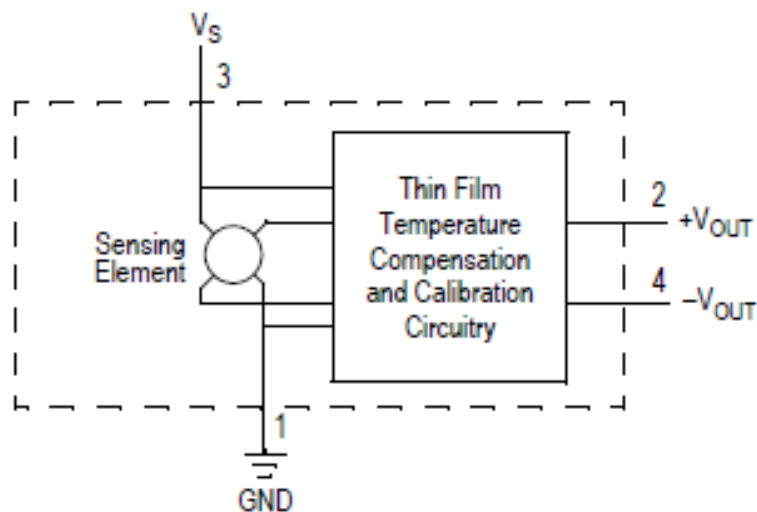 VS
3
Sensing
Element
Thin Film
Temperature
Compensation
and Calibration
Circuitry
2
+VOUT
4
–VOUT
1
GND